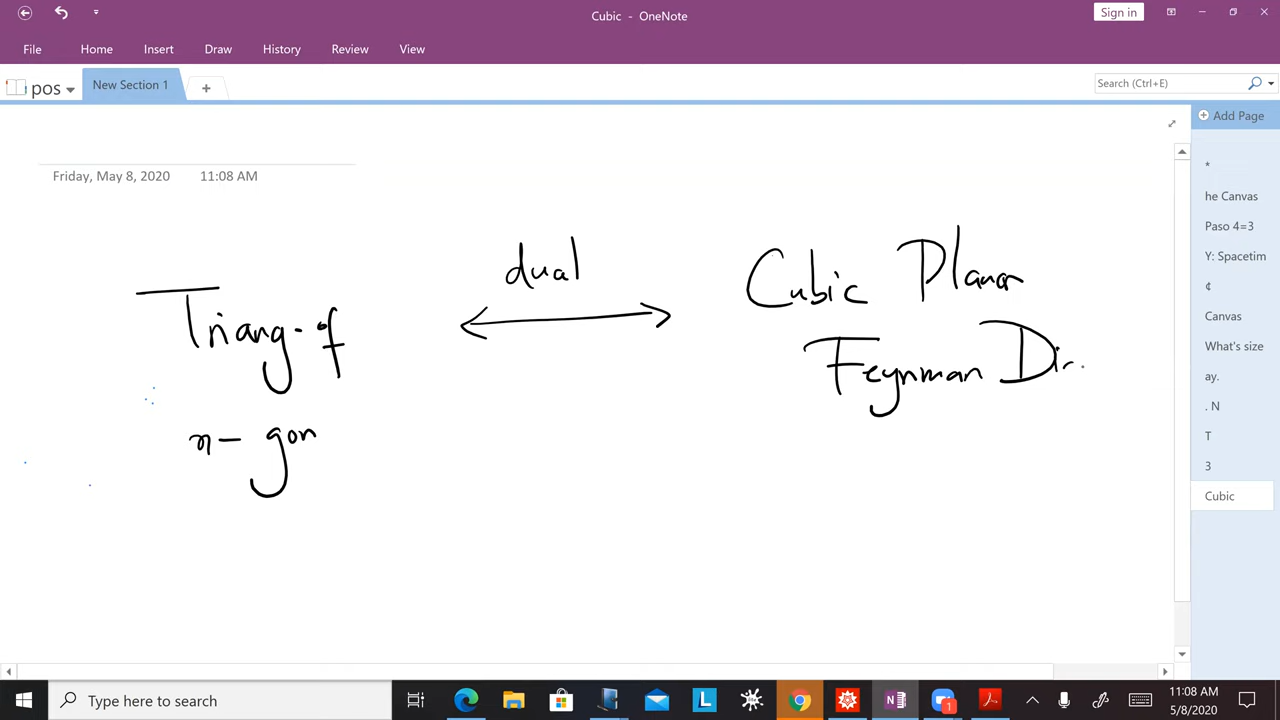 Cubic - OneNote
Sign in
File Home Insert Draw History Review View
pos New Section 1 +
Search (Ctrl+E)
Add Page
Friday, May 8, 2020 11:08 AM
*
he Canvas
Paso 4=3
Y: Spacetim
¢
Canvas
What's size
ay.
. N
T
3
Cubic
Triang. of
n- gon
dual
Cubic Planar
Feynman Dir
Type here to search
L
N
1
11:08 AM
5/8/2020